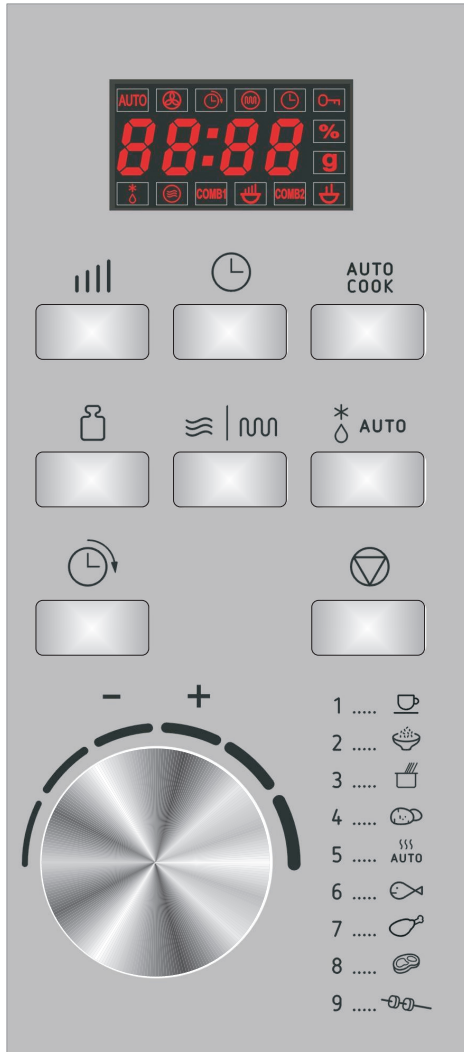 AUTO
88:88 %
g
COMB1 COMB2
AUTO
COOK
AUTO
- +
1 .....
2 .....
3 .....
4 .....
5 ..... AUTO
6 .....
7 .....
8 .....
9 .....